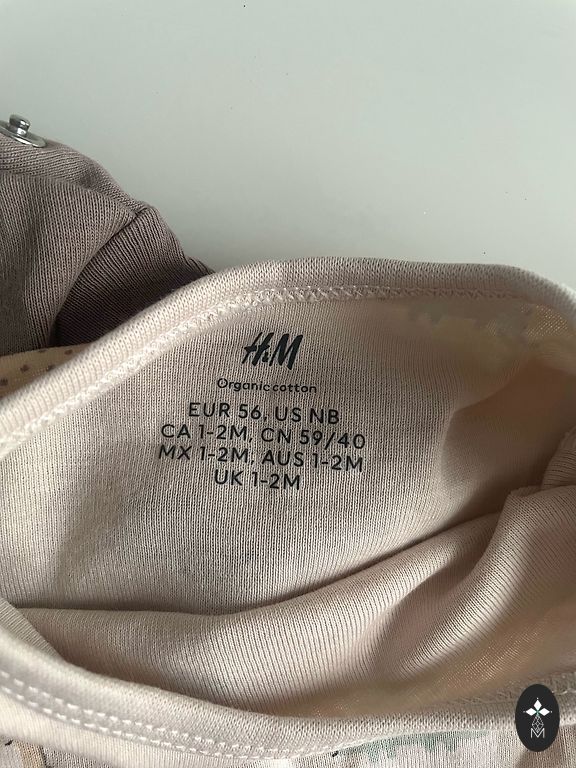 H&M
Organic cotton
EUR 56, US NB
CA 1-2M, CN 59/40
MX 1-2M, AUS 1-2M
UK 1-2M
M